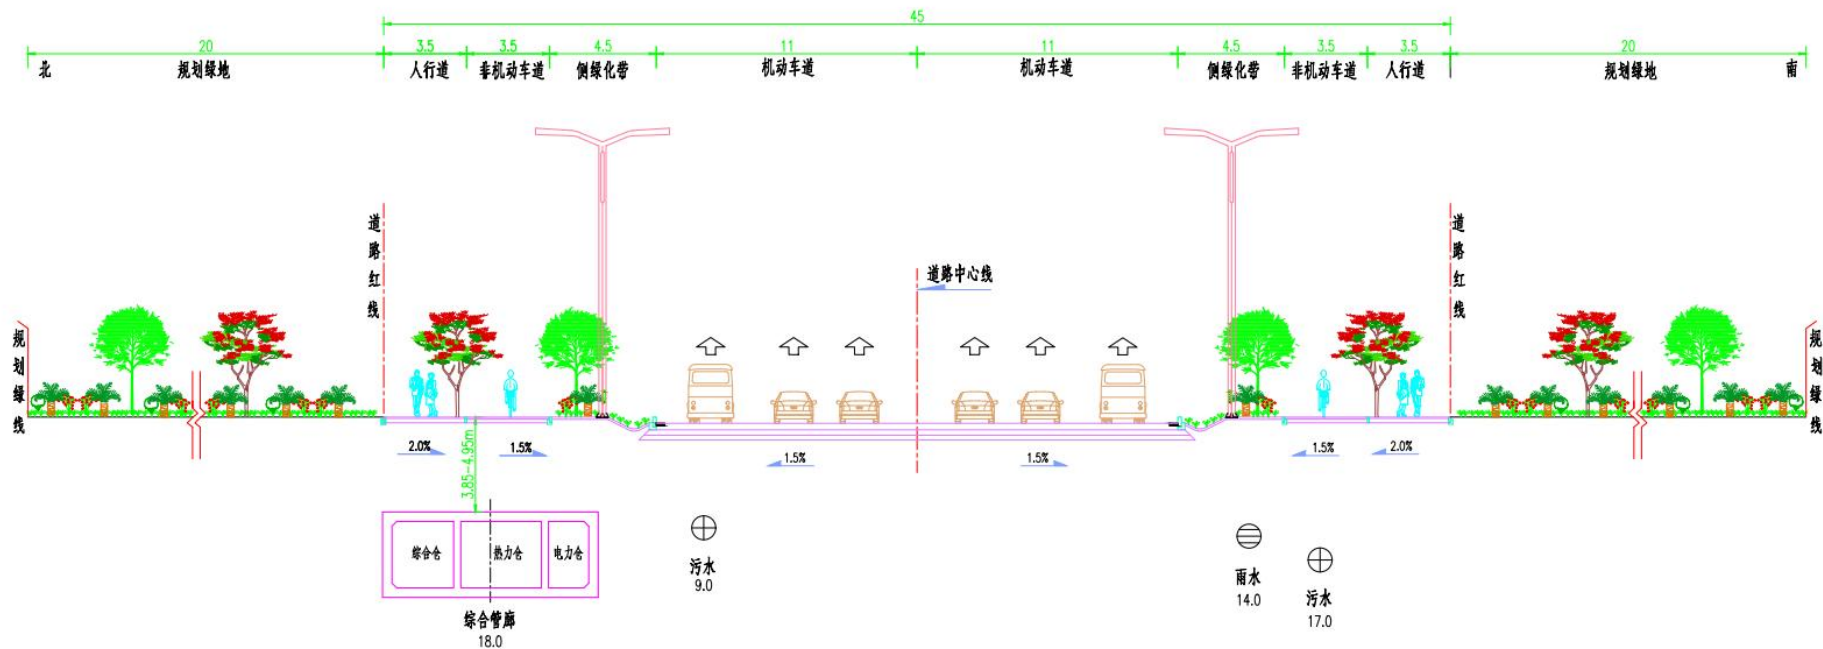 45
20
3.5
3.5
4.5
11
11
4.5
3.5
3.5
20
北
规划绿地
人行道
非机动车道
侧绿化带
机动车道
机动车道
侧绿化带
非机动车道
人行道
规划绿地
南
道路红线
道路红线
道路中心线
规划绿线
规划绿线
2.0%
1.5%
1.5%
1.5%
1.5%
2.0%
3.85-4.95m
综合仓
热力仓
电力仓
综合管廊
18.0
污水
9.0
雨水
14.0
污水
17.0